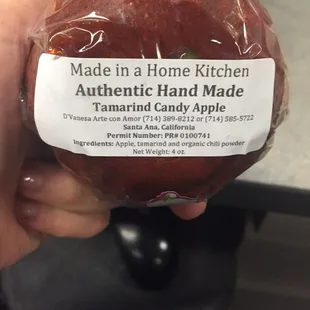 Made in a Home Kitchen
Authentic Hand Made
Tamarind Candy Apple
D'Vanesa Arte con Amor (714) 389-8212 or (714) 585-5722
Santa Ana, California
Permit Number: PR# 0100741
Ingredients: Apple, tamarind and organic chili powder
Net Weight: 4 oz.